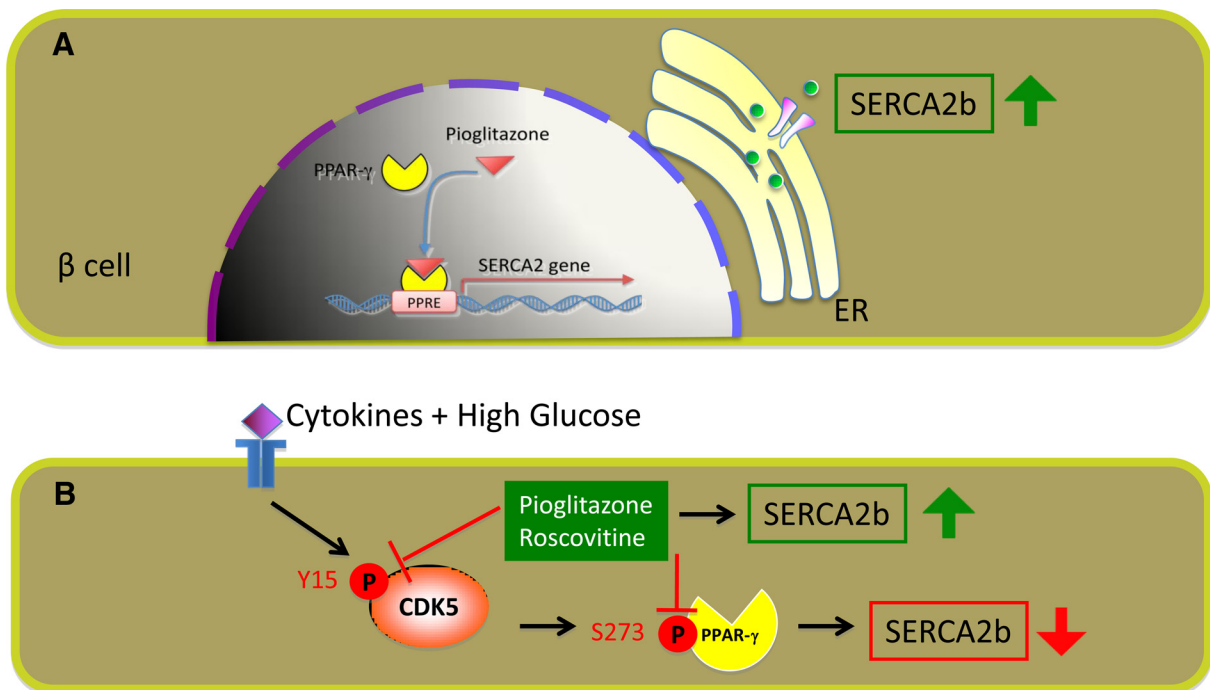 A
SERCA2b
Pioglitazone
PPAR-γ
β cell
SERCA2 gene
PPRE
ER
Cytokines + High Glucose
B
Pioglitazone
Roscovitine
SERCA2b
Y15
P
CDK5
S273
P
PPAR-γ
SERCA2b